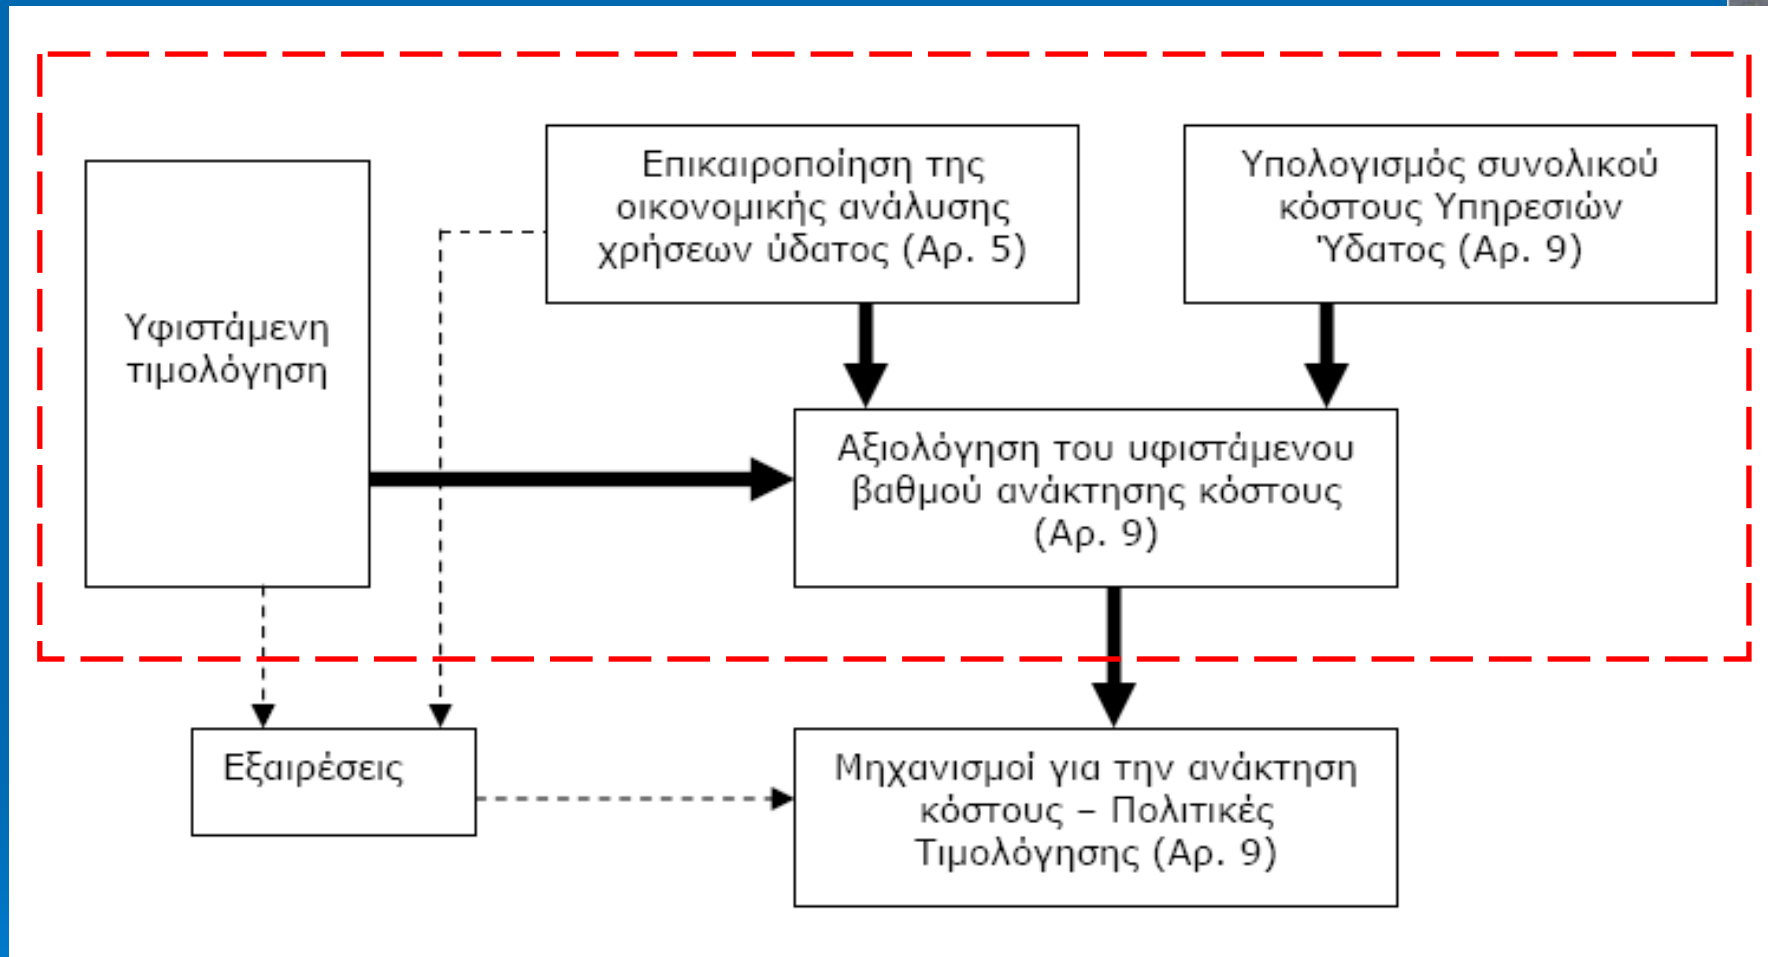 Επικαιροποίηση της
οικονομικής ανάλυσης
χρήσεων ύδατος (Αρ. 5)
Υπολογισμός συνολικού
κόστους Υπηρεσιών
Ύδατος (Αρ. 9)
Υφιστάμενη
τιμολόγηση
Αξιολόγηση του υφιστάμενου
βαθμού ανάκτησης κόστους
(Αρ. 9)
Εξαιρέσεις
Μηχανισμοί για την ανάκτηση
κόστους – Πολιτικές
Τιμολόγησης (Αρ. 9)